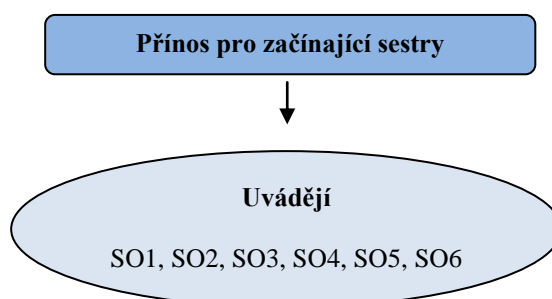 Přínos pro začínající sestry
Uvádějí
SO1, SO2, SO3, SO4, SO5, SO6